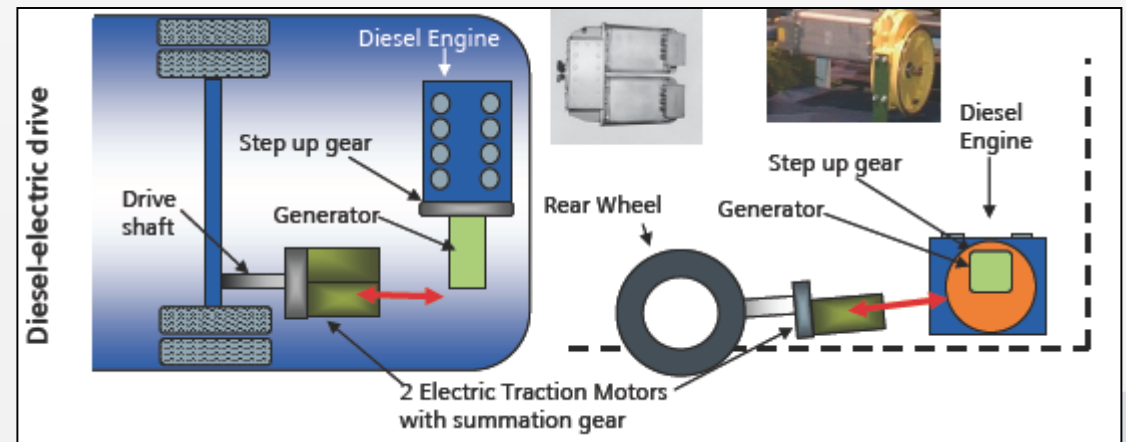 Diesel-electric drive
Diesel Engine
Step up gear
Drive
shaft
Generator
Diesel
Engine
Step up gear
Rear Wheel
Generator
2 Electric Traction Motors
with summation gear